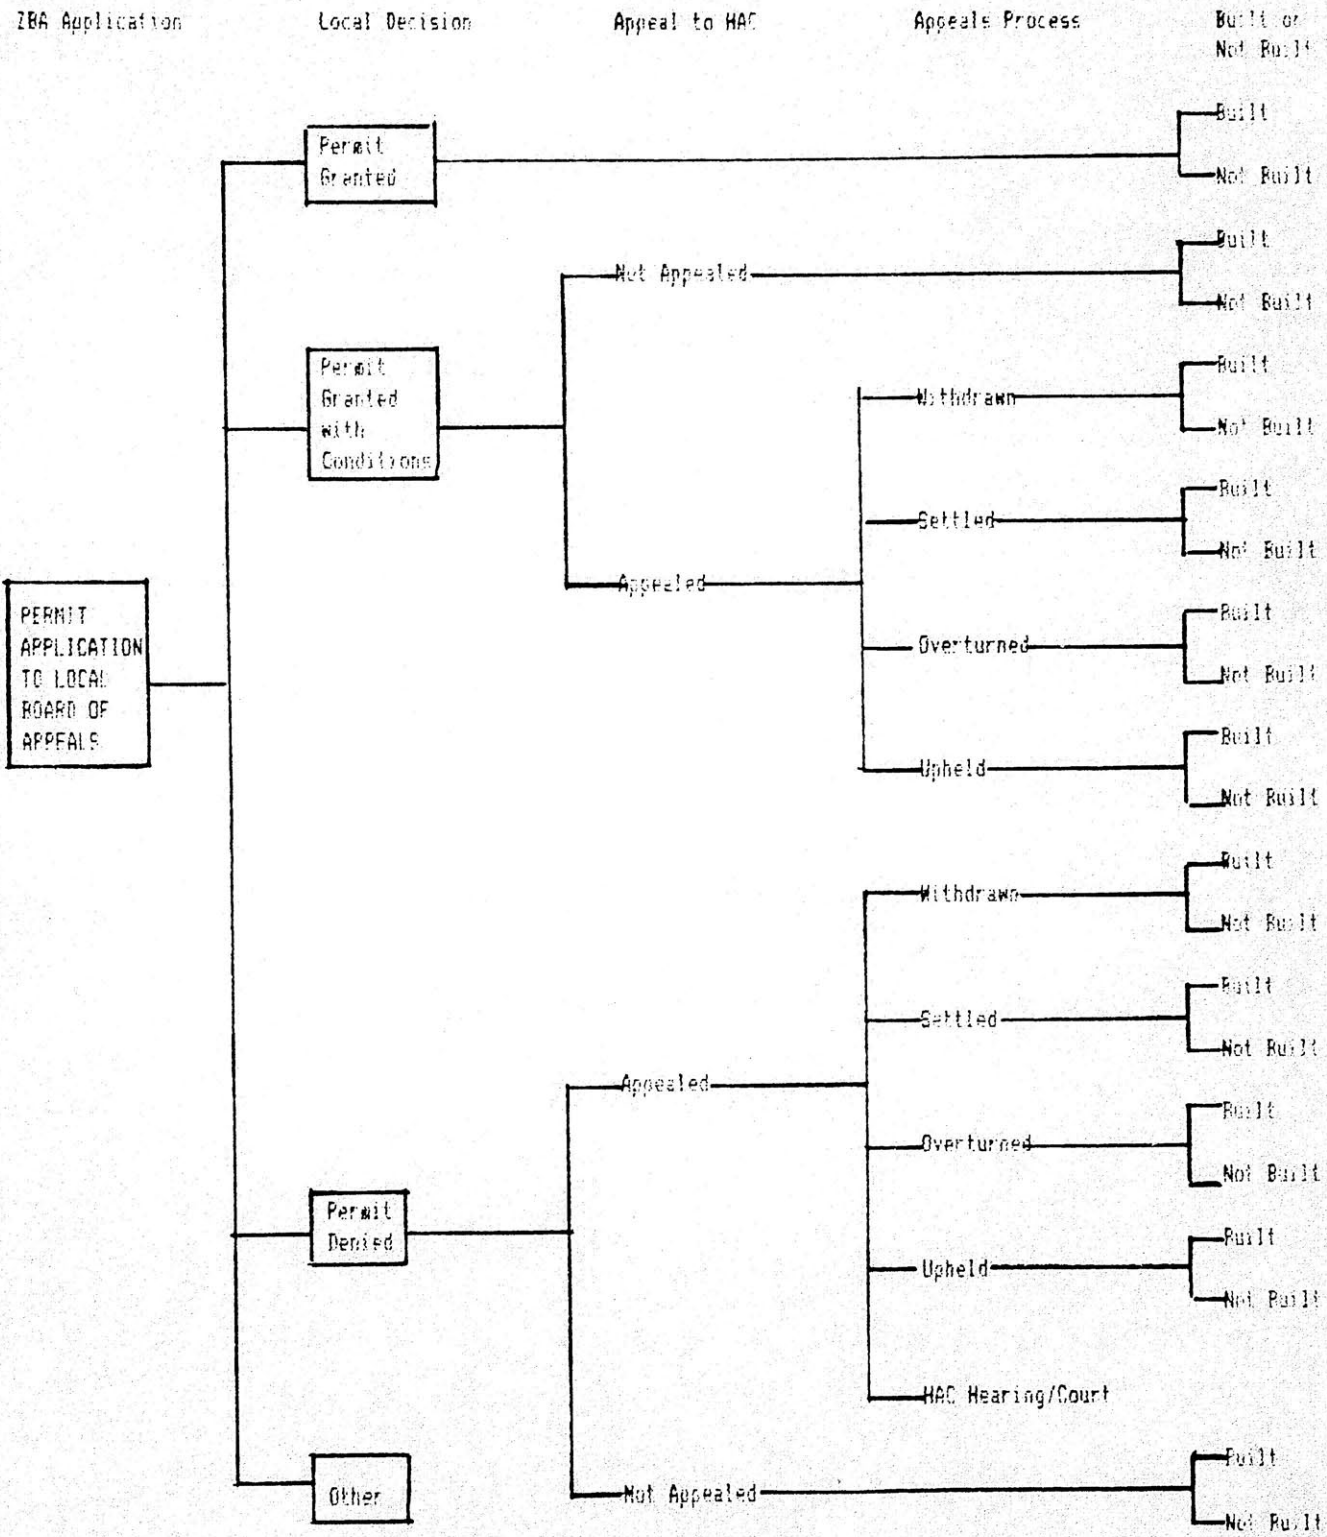 ZBA Application
Local Decision
Appeal to HAC
Appeals Process
Built or
Not Built
Built
Permit
Granted
Not Built
Built
Not Appealed
Not Built
Permit
Granted
with
Conditions
Built
Withdrawn
Not Built
Built
Settled
Not Built
Appealed
PERMIT
APPLICATION
TO LOCAL
BOARD OF
APPEALS
Built
Overturned
Not Built
Built
Upheld
Not Built
Built
Withdrawn
Not Built
Built
Settled
Not Built
Appealed
Built
Overturned
Not Built
Permit
Denied
Built
Upheld
Not Built
HAC Hearing/Court
Built
Other
Not Appealed
Not Built